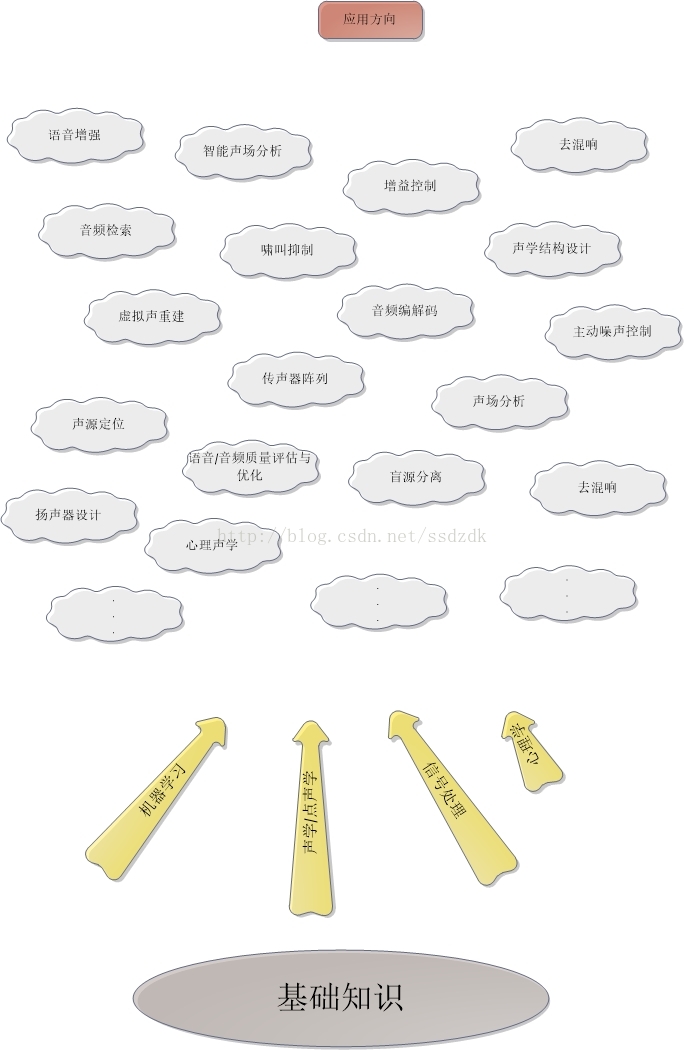 应用方向
语音增强
智能声场分析
去混响
增益控制
音频检索
啸叫抑制
声学结构设计
虚拟声重建
音频编解码
主动噪声控制
传声器阵列
声场分析
声源定位
语音/音频质量评估与
优化
盲源分离
去混响
扬声器设计
http://blog.csdn.net/ssdzdk
心理声学
.
.
.
.
.
.
.
.
.
机器学习
声学/点声学
信号处理
心理学
基础知识